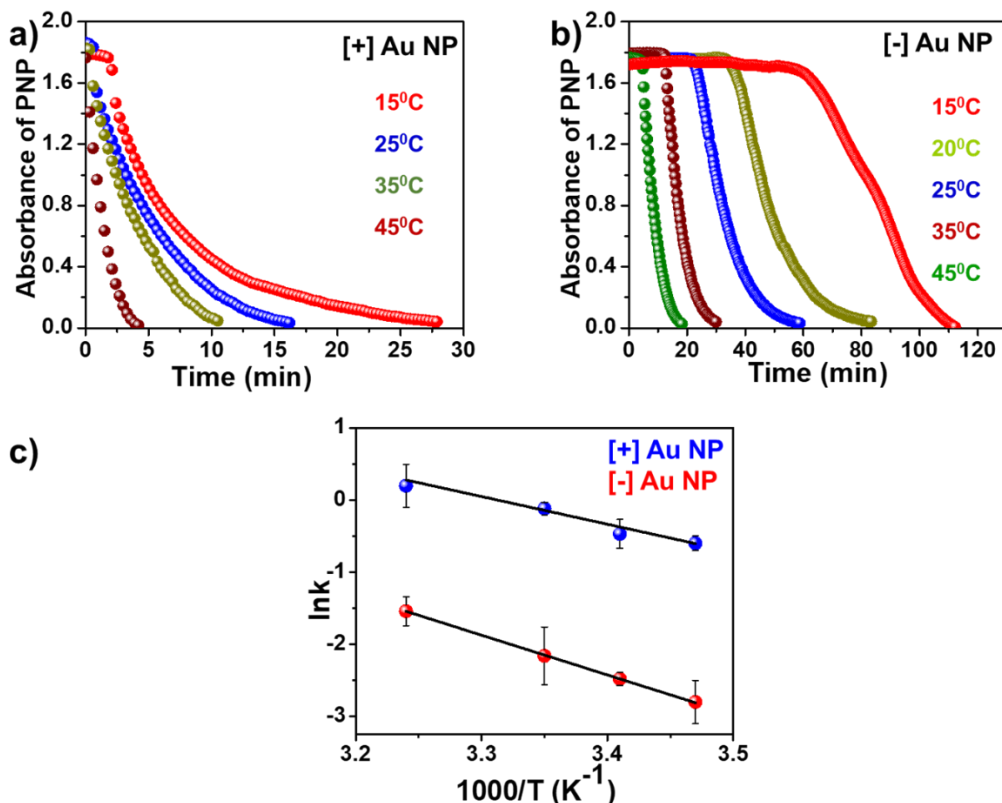 a)
[+] Au NP
15⁰C
25⁰C
35⁰C
45⁰C
Absorbance of PNP
2.0
1.6
1.2
0.8
0.4
0.0
0 5 10 15 20 25 30
Time (min)
b)
[-] Au NP
15⁰C
20⁰C
25⁰C
35⁰C
45⁰C
Absorbance of PNP
2.0
1.6
1.2
0.8
0.4
0.0
0 20 40 60 80 100 120
Time (min)
c)
[+] Au NP
[-] Au NP
lnk
1
0
-1
-2
-3
3.2 3.3 3.4 3.5
1000/T (K⁻¹)